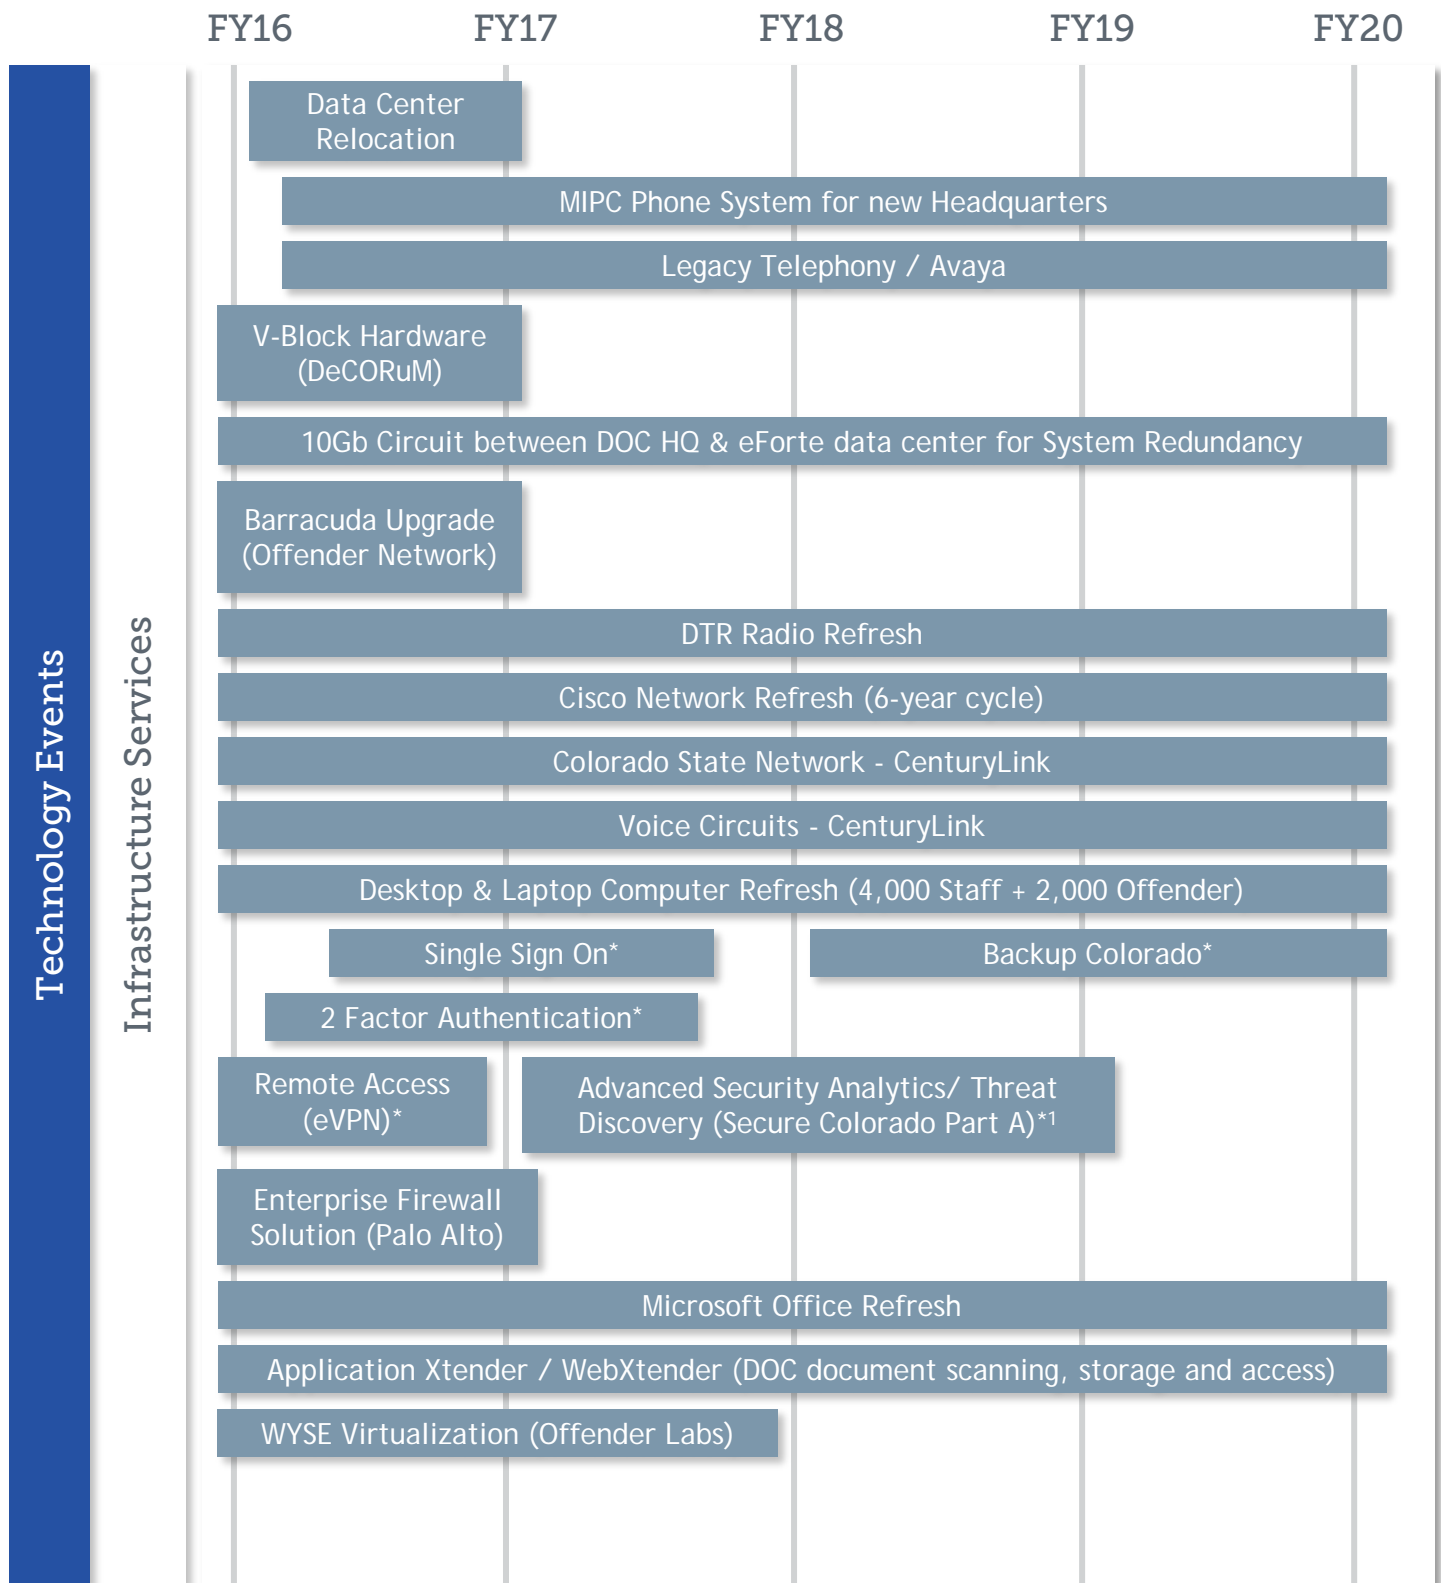 FY16 FY17 FY18 FY19 FY20
Technology Events
Infrastructure Services
Data Center
Relocation
MIPC Phone System for new Headquarters
Legacy Telephony / Avaya
V-Block Hardware
(DeCORuM)
10Gb Circuit between DOC HQ & eForte data center for System Redundancy
Barracuda Upgrade
(Offender Network)
DTR Radio Refresh
Cisco Network Refresh (6-year cycle)
Colorado State Network - CenturyLink
Voice Circuits - CenturyLink
Desktop & Laptop Computer Refresh (4,000 Staff + 2,000 Offender)
Single Sign On*
Backup Colorado*
2 Factor Authentication*
Remote Access
(eVPN)*
Advanced Security Analytics/ Threat
Discovery (Secure Colorado Part A)*1
Enterprise Firewall
Solution (Palo Alto)
Microsoft Office Refresh
Application Xtender / WebXtender (DOC document scanning, storage and access)
WYSE Virtualization (Offender Labs)